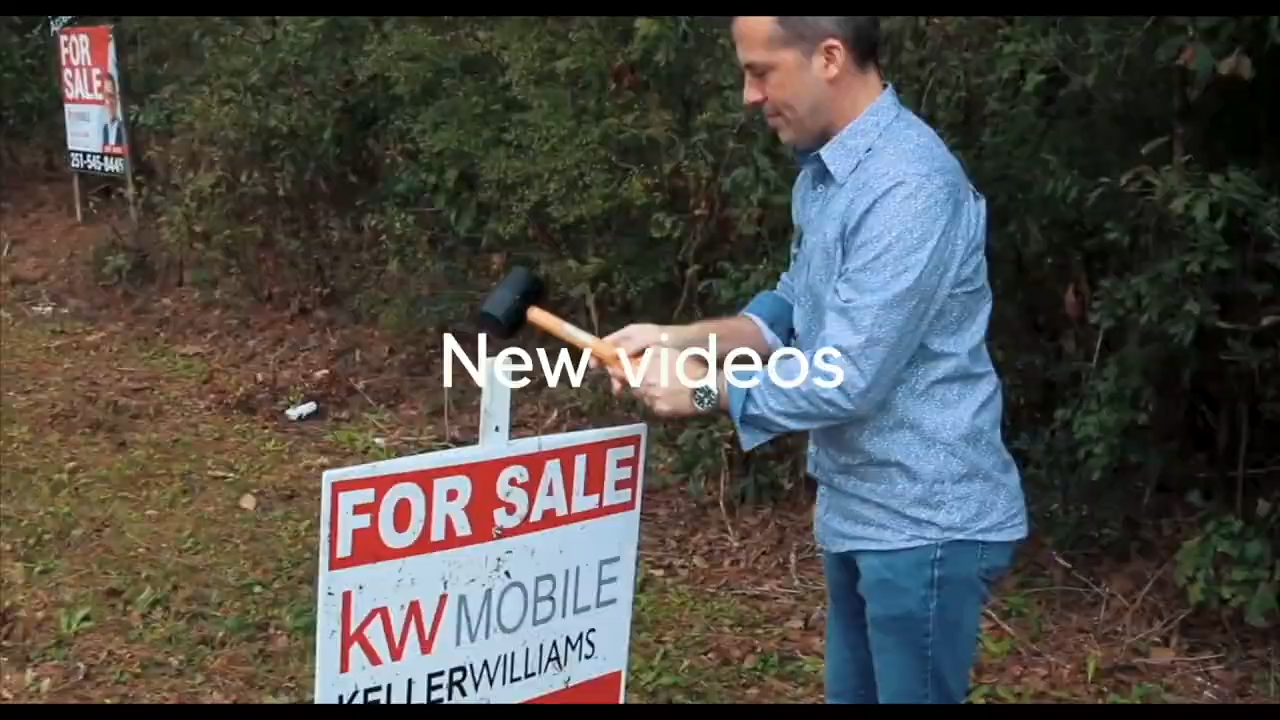 FOR
SALE
251-545-8445
New videos
FOR SALE
kw MOBILE
KELLERWILLIAMS